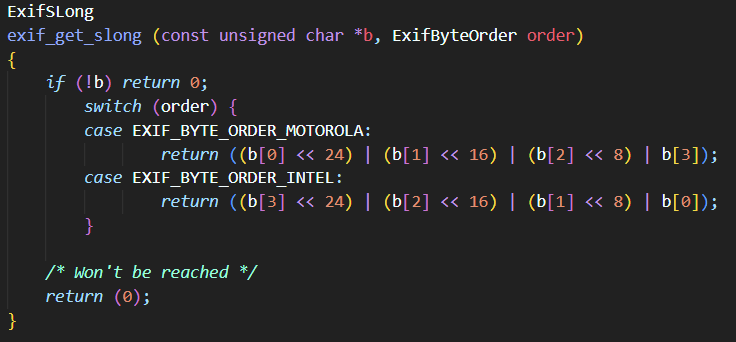 ExifSLong
exif_get_slong (const unsigned char *b, ExifByteOrder order)
{
if (!b) return 0;
switch (order) {
case EXIF_BYTE_ORDER_MOTOROLA:
return ((b[0] << 24) | (b[1] << 16) | (b[2] << 8) | b[3]);
case EXIF_BYTE_ORDER_INTEL:
return ((b[3] << 24) | (b[2] << 16) | (b[1] << 8) | b[0]);
}
/* Won't be reached */
return (0);
}